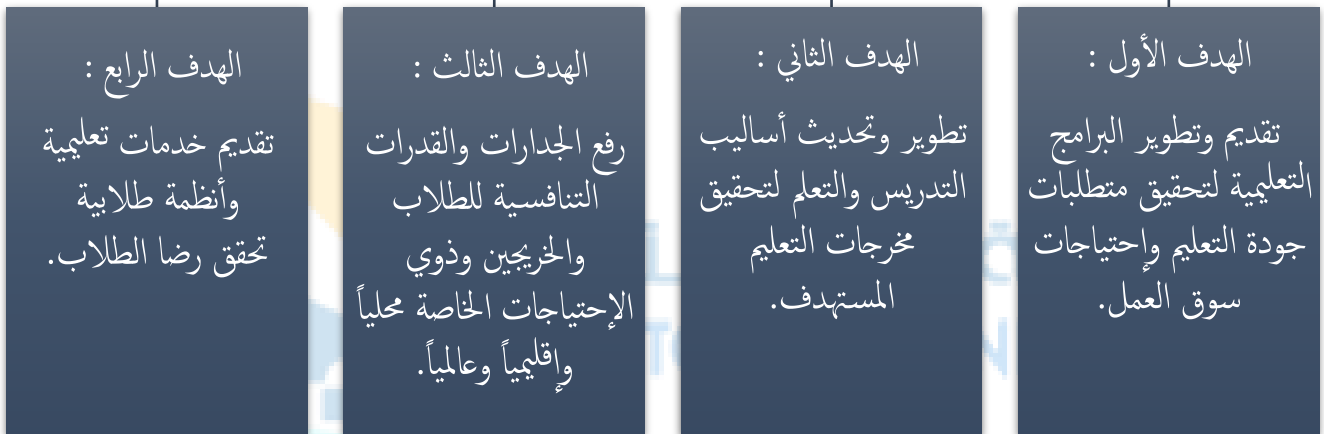 الهدف الأول :
تقديم وتطوير البرامج
التعليمية لتحقيق متطلبات
جودة التعليم وإحتياجات
سوق العمل.
الهدف الثاني :
تطوير وتحديث أساليب
التدريس والتعلم لتحقيق
مخرجات التعليم
المستهدف.
الهدف الثالث :
رفع الجدارات والقدرات
التنافسية للطلاب
والخريجين وذوي
الإحتياجات الخاصة محلياً
وإقليمياً وعالمياً.
الهدف الرابع :
تقديم خدمات تعليمية
وأنظمة طلابية
تحقق رضا الطلاب.